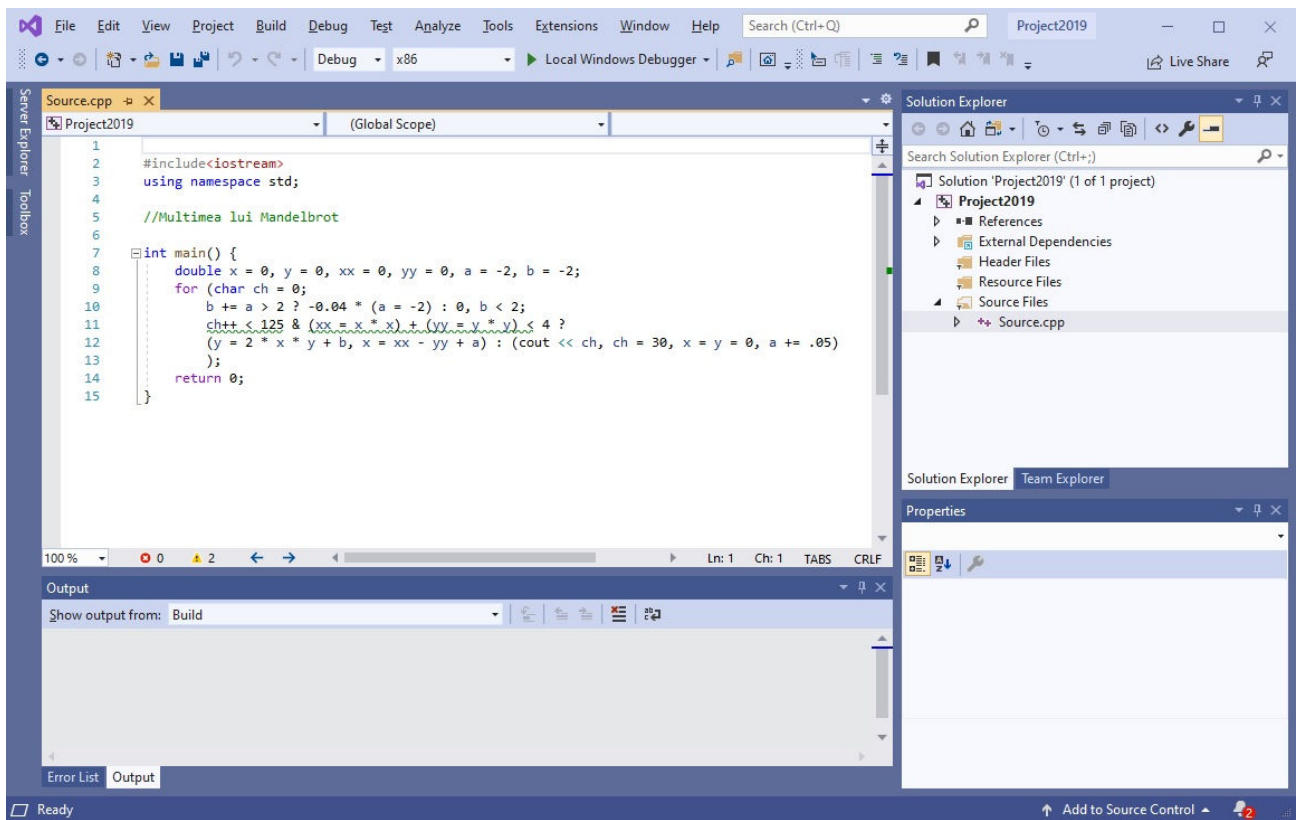 File Edit View Project Build Debug Test Analyze Tools Extensions Window Help Search (Ctrl+Q) Project2019
Debug x86 Local Windows Debugger Live Share
Server Explorer
Toolbox
Source.cpp
Project2019 (Global Scope)
1
2 #include<iostream>
3 using namespace std;
4
5 //Multimea lui Mandelbrot
6
7 int main() {
8 double x = 0, y = 0, xx = 0, yy = 0, a = -2, b = -2;
9 for (char ch = 0;
10 b += a > 2 ? -0.04 * (a = -2) : 0, b < 2;
11 ch++ < 125 & (xx = x * x) + (yy = y * y) < 4 ?
12 (y = 2 * x * y + b, x = xx - yy + a) : (cout << ch, ch = 30, x = y = 0, a += .05)
13 );
14 return 0;
15 }
100 % 0 2 Ln: 1 Ch: 1 TABS CRLF
Output
Show output from: Build
Error List Output
Solution Explorer
Search Solution Explorer (Ctrl+;)
Solution 'Project2019' (1 of 1 project)
Project2019
References
External Dependencies
Header Files
Resource Files
Source Files
Source.cpp
Solution Explorer Team Explorer
Properties
Ready Add to Source Control 2